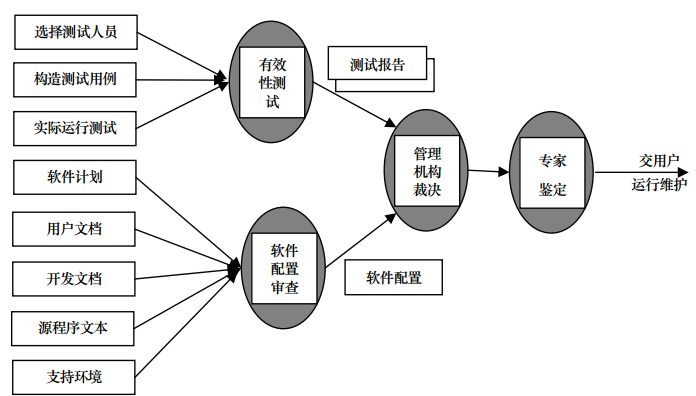 选择测试人员
构造测试用例
实际运行测试
软件计划
用户文档
开发文档
源程序文本
支持环境
有效
性测
试
软件
配置
审查
测试报告
软件配置
管理
机构
裁决
专家
鉴定
交用户
运行维护